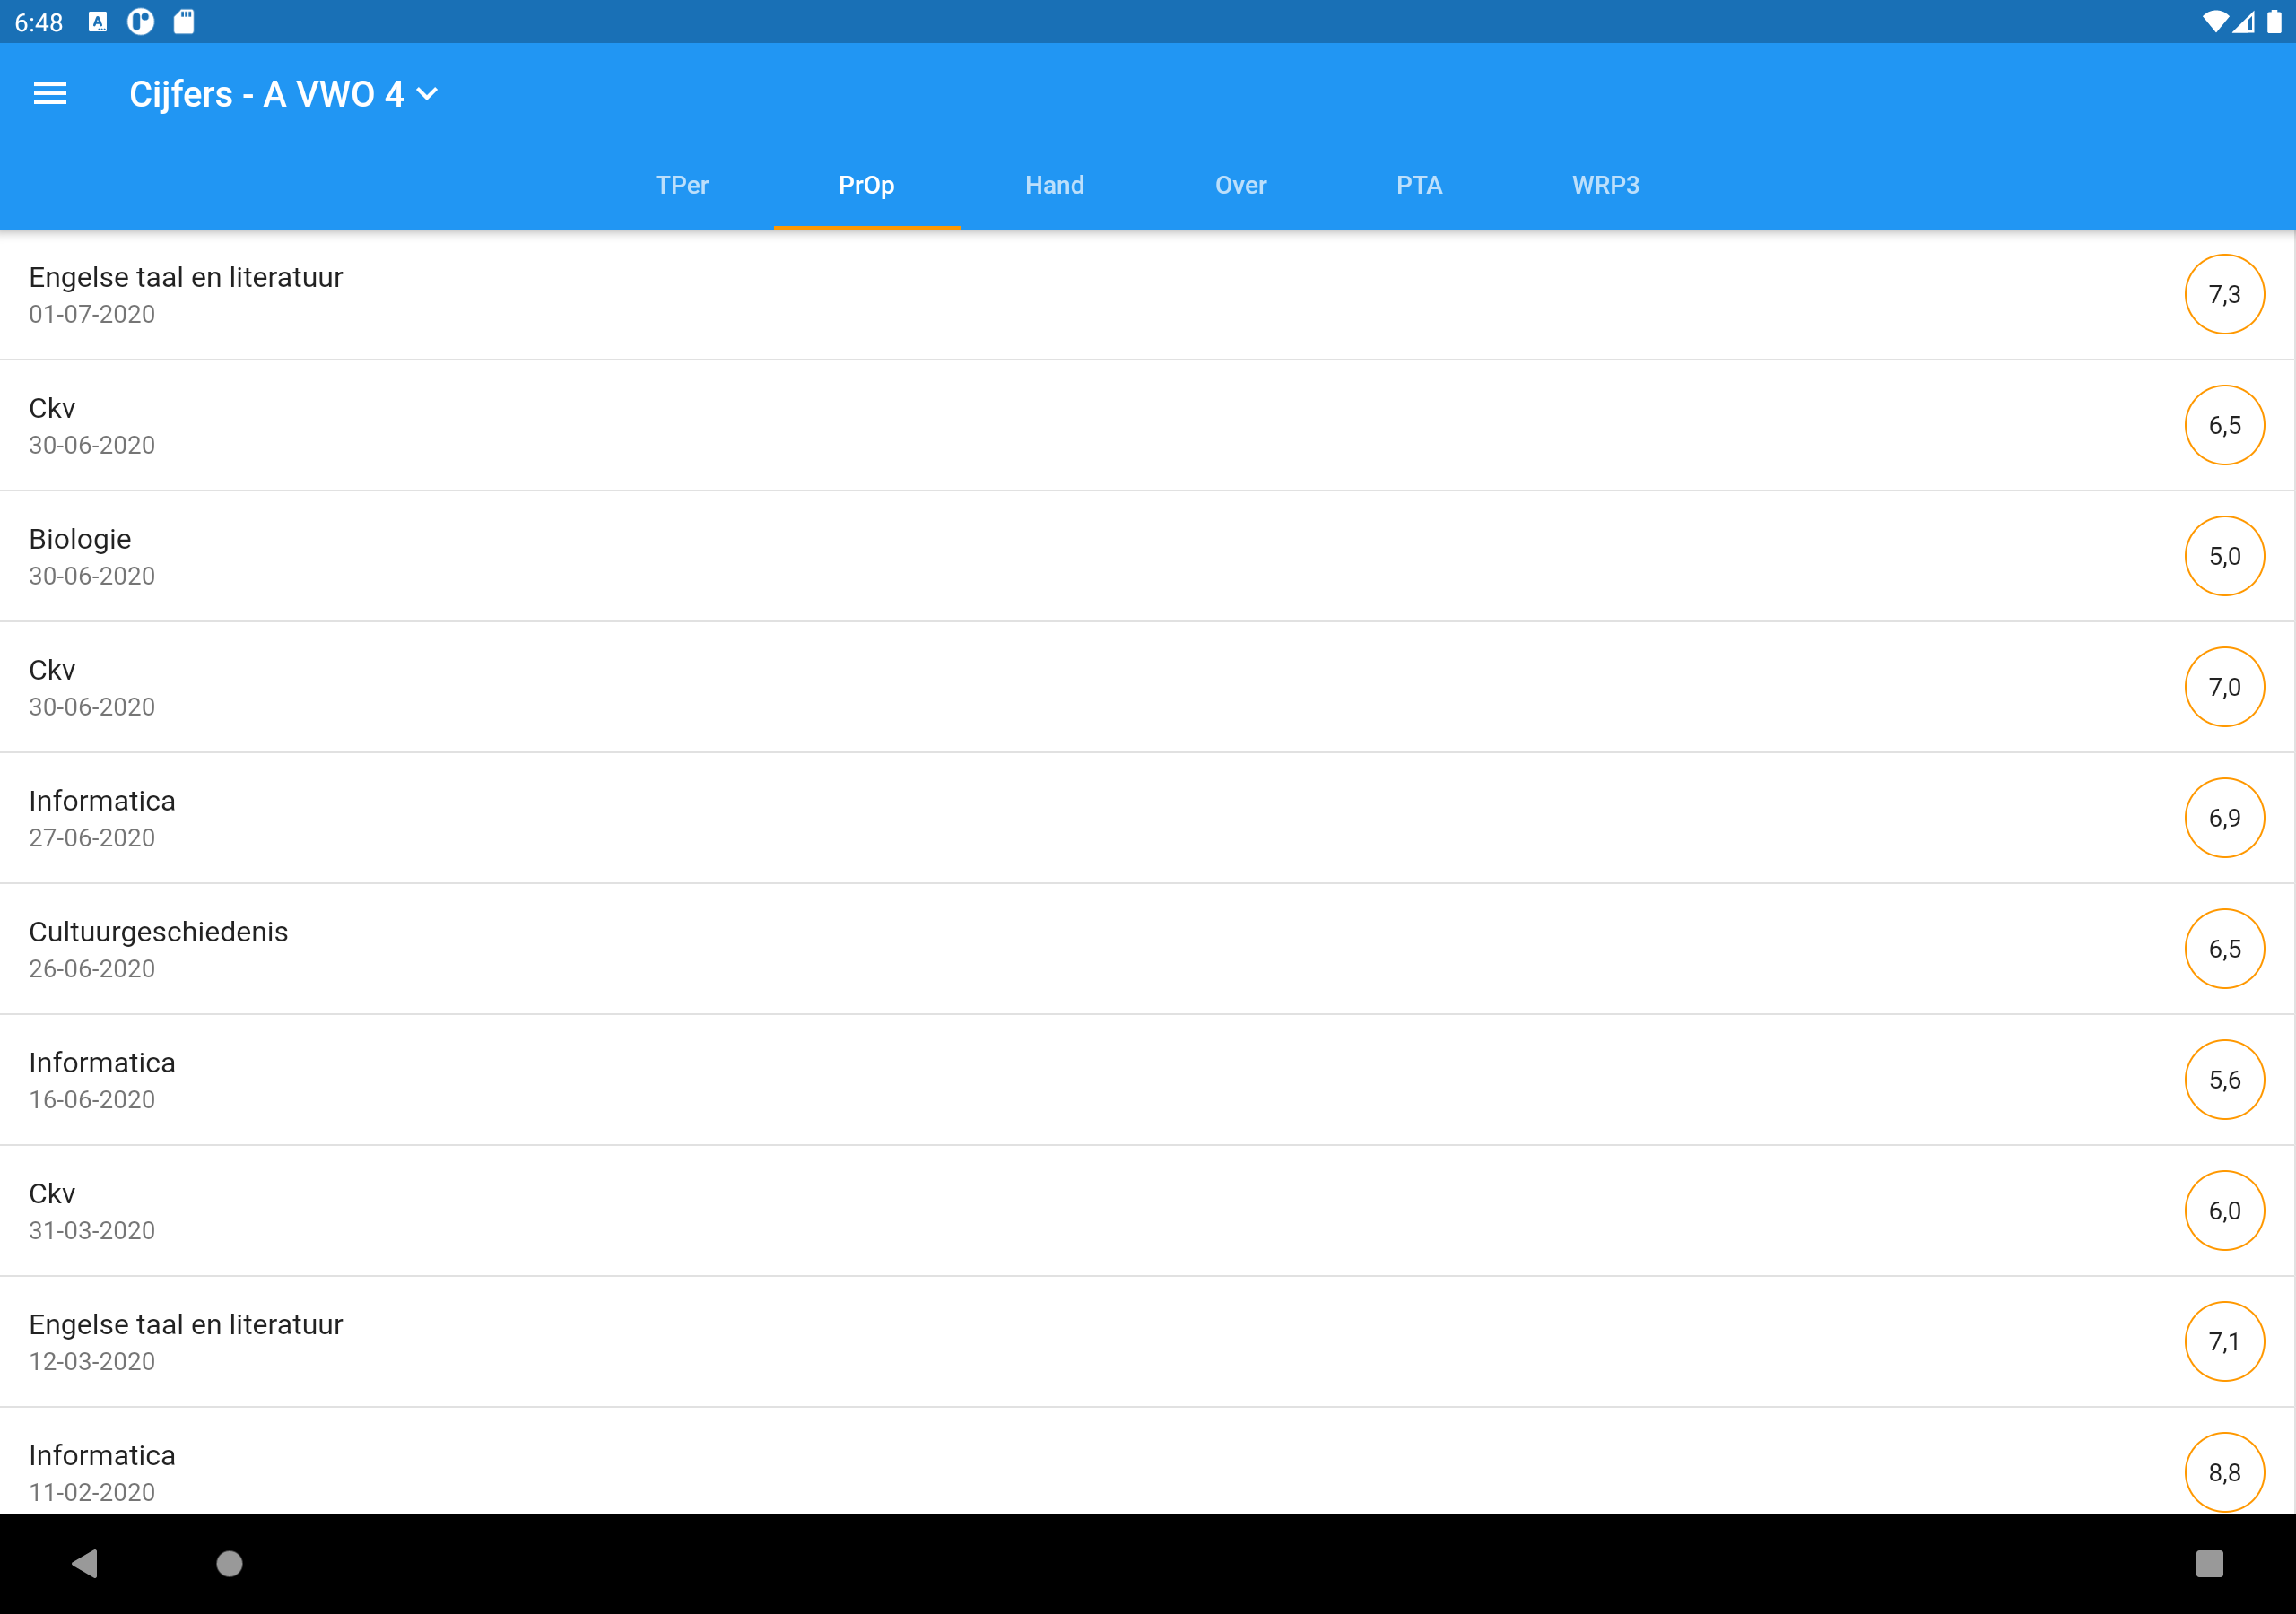 6:48
Cijfers - A VWO 4
TPer PrOp Hand Over PTA WRP3
Engelse taal en literatuur
01-07-2020
7,3
Ckv
30-06-2020
6,5
Biologie
30-06-2020
5,0
Ckv
30-06-2020
7,0
Informatica
27-06-2020
6,9
Cultuurgeschiedenis
26-06-2020
6,5
Informatica
16-06-2020
5,6
Ckv
31-03-2020
6,0
Engelse taal en literatuur
12-03-2020
7,1
Informatica
11-02-2020
8,8